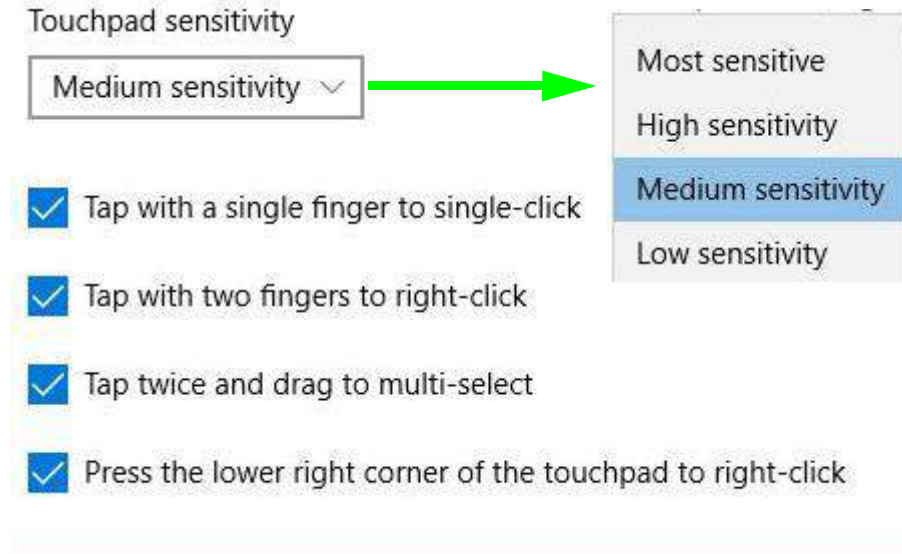 Touchpad sensitivity
Medium sensitivity
Most sensitive
High sensitivity
Medium sensitivity
Low sensitivity
Tap with a single finger to single-click
Tap with two fingers to right-click
Tap twice and drag to multi-select
Press the lower right corner of the touchpad to right-click